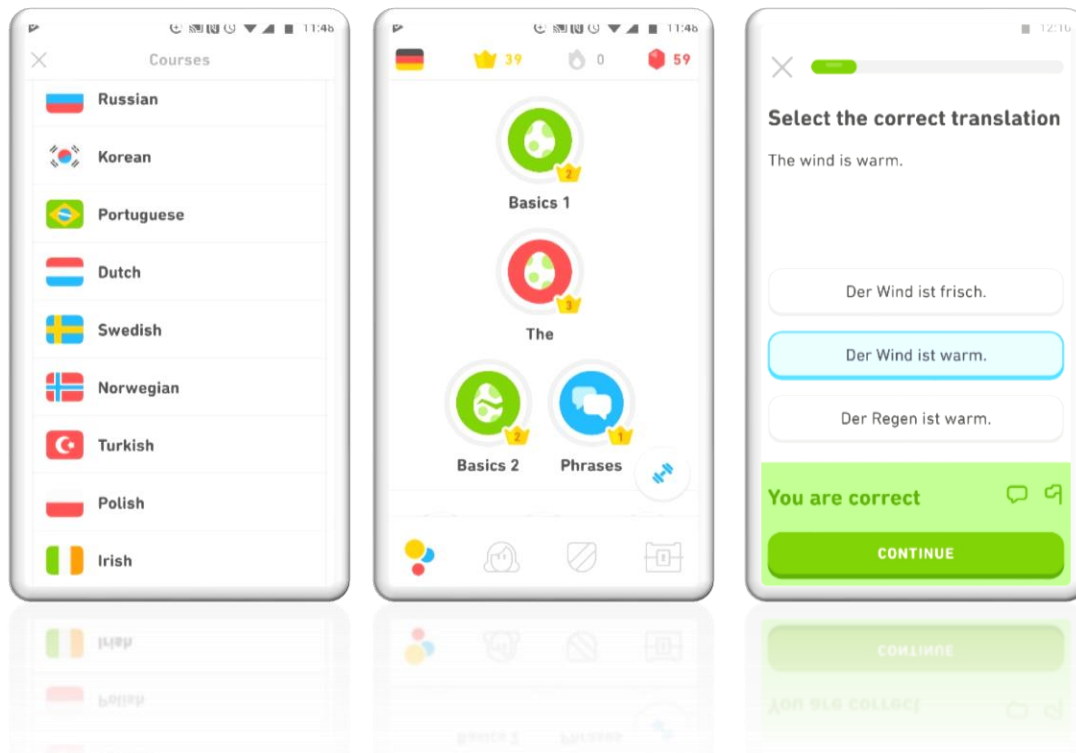 11:48
Courses
Russian
Korean
Portuguese
Dutch
Swedish
Norwegian
Turkish
Polish
Irish
11:48
39
0
59
2
Basics 1
3
The
2
1
Basics 2
Phrases
12:16
Select the correct translation
The wind is warm.
Der Wind ist frisch.
Der Wind ist warm.
Der Regen ist warm.
You are correct
CONTINUE